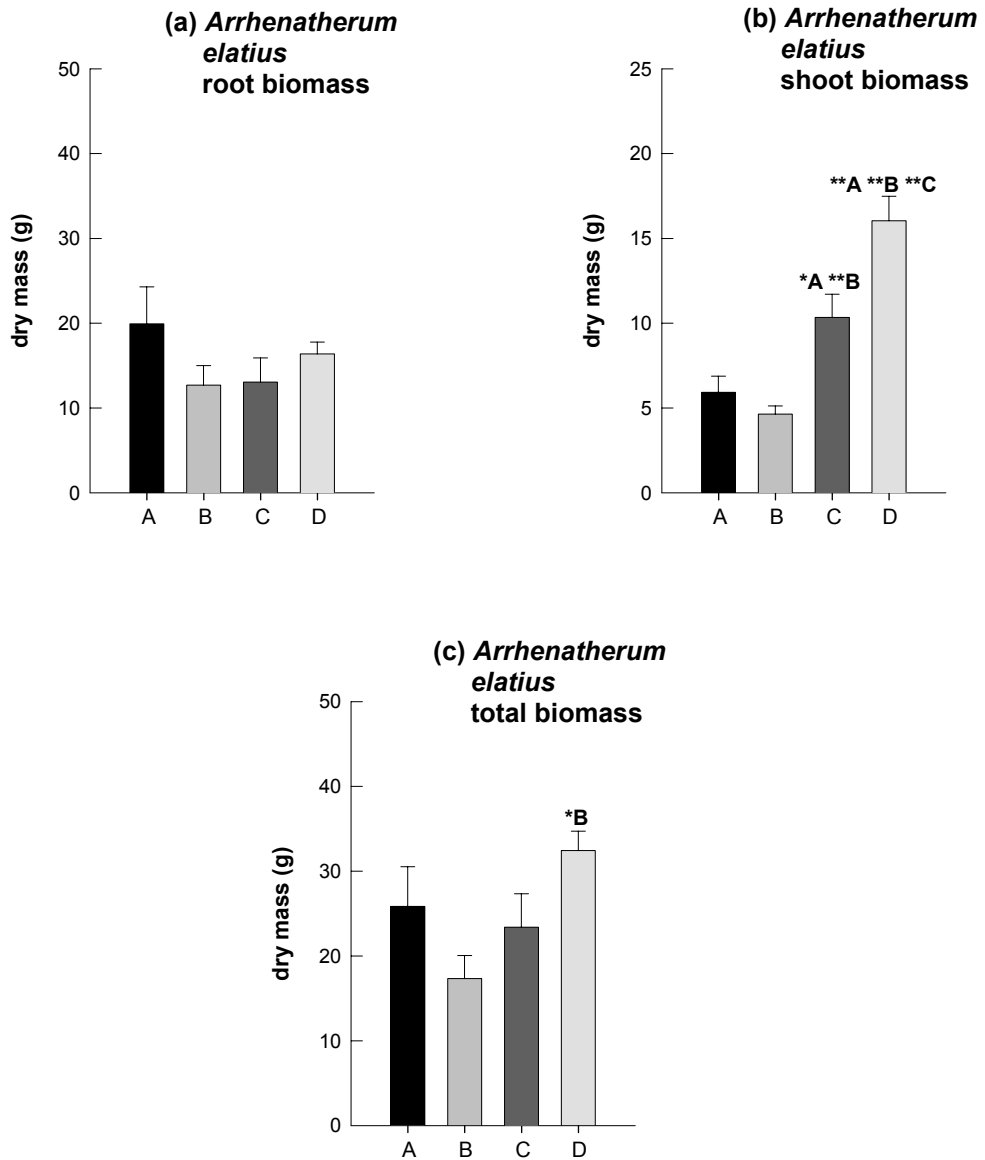 (a) Arrhenatherum
elatius
root biomass
50
40
30
20
10
0
dry mass (g)
A B C D
(b) Arrhenatherum
elatius
shoot biomass
25
20
15
10
5
0
dry mass (g)
**A **B **C
*A **B
A B C D
(c) Arrhenatherum
elatius
total biomass
50
40
30
20
10
0
dry mass (g)
*B
A B C D